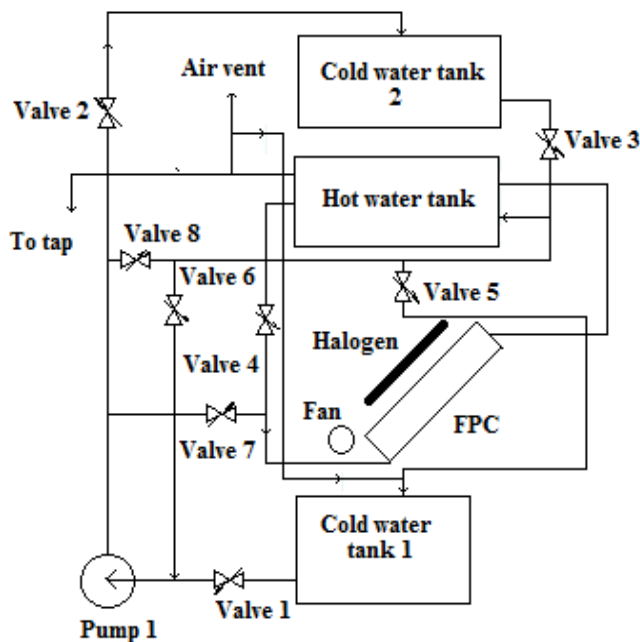 Cold water tank
2
Air vent
Valve 2
Valve 3
Hot water tank
To tap
Valve 8
Valve 6
Valve 5
Halogen
Valve 4
Fan
FPC
Valve 7
Cold water
tank 1
Valve 1
Pump 1